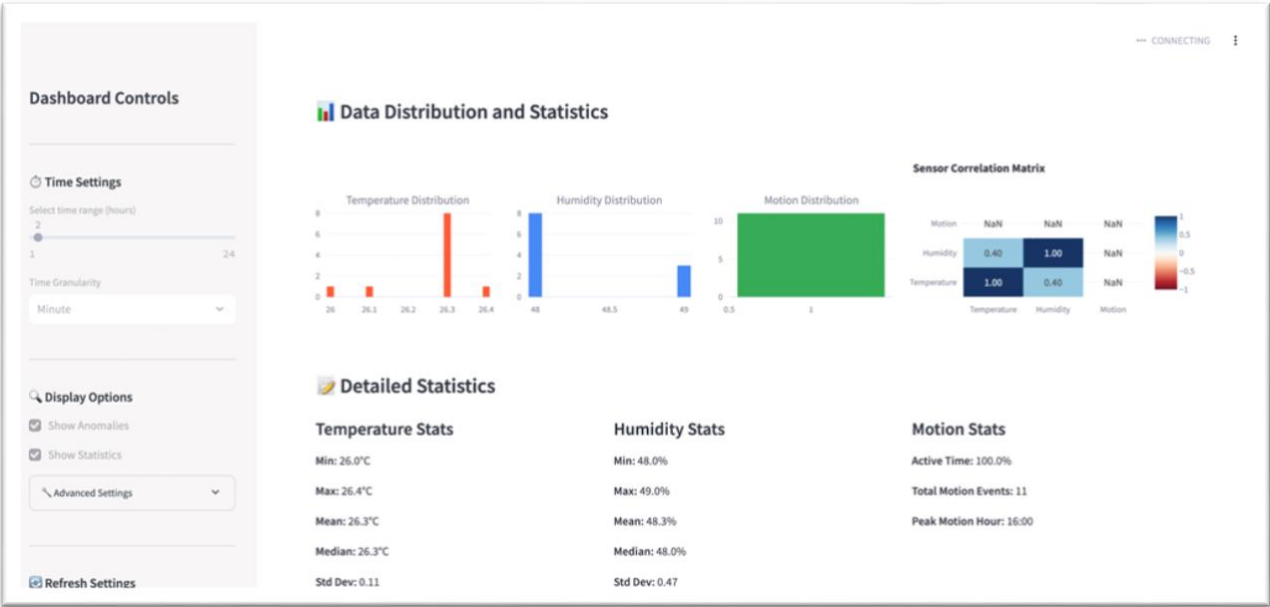 CONNECTING
Dashboard Controls
Time Settings
Select time range (hours)
2
1 24
Time Granularity
Minute
Display Options
Show Anomalies
Show Statistics
Advanced Settings
Refresh Settings
Data Distribution and Statistics
Temperature Distribution
8
6
4
2
0
26 26.1 26.2 26.3 26.4
Humidity Distribution
8
6
4
2
0
48 48.5 49
Motion Distribution
10
5
0
0.5 1
Sensor Correlation Matrix
Motion NaN NaN NaN
Humidity 0.40 1.00 NaN
Temperature 1.00 0.40 NaN
Temperature Humidity Motion
1
0.5
0
−0.5
−1
Detailed Statistics
Temperature Stats
Min: 26.0°C
Max: 26.4°C
Mean: 26.3°C
Median: 26.3°C
Std Dev: 0.11
Humidity Stats
Min: 48.0%
Max: 49.0%
Mean: 48.3%
Median: 48.0%
Std Dev: 0.47
Motion Stats
Active Time: 100.0%
Total Motion Events: 11
Peak Motion Hour: 16:00